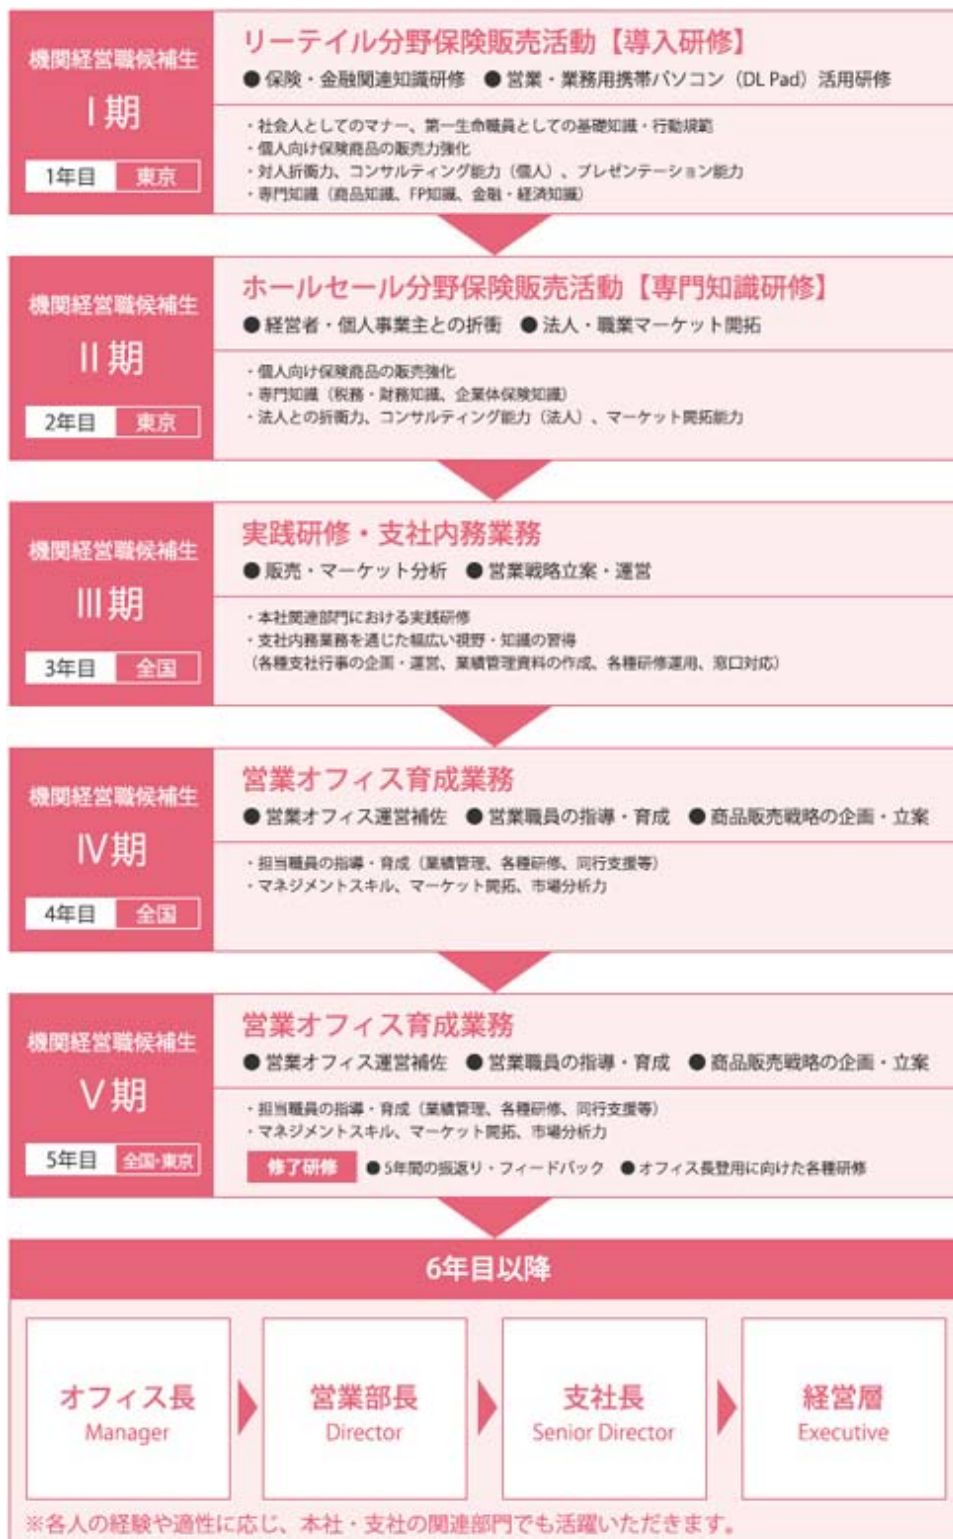 機関経営職候補生
Ⅰ期
1年目 東京
リーテイル分野保険販売活動【導入研修】
● 保険・金融関連知識研修 ● 営業・業務用携帯パソコン（DL Pad）活用研修
・社会人としてのマナー、第一生命職員としての基礎知識・行動規範
・個人向け保険商品の販売力強化
・対人折衝力、コンサルティング能力（個人）、プレゼンテーション能力
・専門知識（商品知識、FP知識、金融・経済知識）
機関経営職候補生
Ⅱ期
2年目 東京
ホールセール分野保険販売活動【専門知識研修】
● 経営者・個人事業主との折衝 ● 法人・職業マーケット開拓
・個人向け保険商品の販売強化
・専門知識（税務・財務知識、企業体保険知識）
・法人との折衝力、コンサルティング能力（法人）、マーケット開拓能力
機関経営職候補生
Ⅲ期
3年目 全国
実践研修・支社内務業務
● 販売・マーケット分析 ● 営業戦略立案・運営
・本社関連部門における実践研修
・支社内務業務を通じた幅広い視野・知識の習得
（各種支社行事の企画・運営、業績管理資料の作成、各種研修運用、窓口対応）
機関経営職候補生
Ⅳ期
4年目 全国
営業オフィス育成業務
● 営業オフィス運営補佐 ● 営業職員の指導・育成 ● 商品販売戦略の企画・立案
・担当職員の指導・育成（業績管理、各種研修、同行支援等）
・マネジメントスキル、マーケット開拓、市場分析力
機関経営職候補生
Ⅴ期
5年目 全国・東京
営業オフィス育成業務
● 営業オフィス運営補佐 ● 営業職員の指導・育成 ● 商品販売戦略の企画・立案
・担当職員の指導・育成（業績管理、各種研修、同行支援等）
・マネジメントスキル、マーケット開拓、市場分析力
修了研修 ● 5年間の振返り・フィードバック ● オフィス長登用に向けた各種研修
6年目以降
オフィス長
Manager
営業部長
Director
支社長
Senior Director
経営層
Executive
※各人の経験や適性に応じ、本社・支社の関連部門でも活躍いただきます。